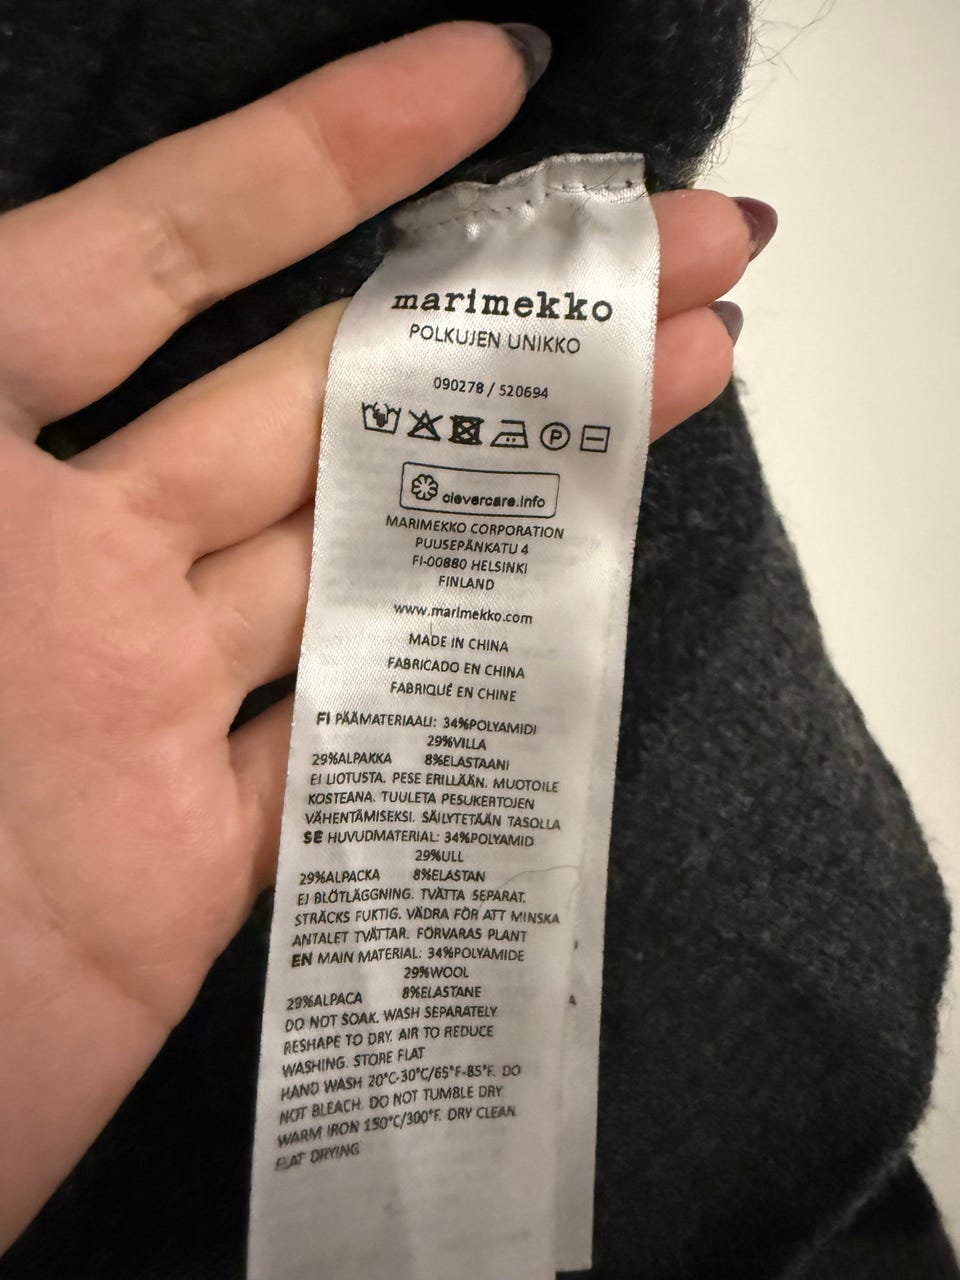 marimekko
POLKUJEN UNIKKO
090278 / 520694
P
clevercare.info
MARIMEKKO CORPORATION
PUUSEPÄNKATU 4
FI-00880 HELSINKI
FINLAND
www.marimekko.com
MADE IN CHINA
FABRICADO EN CHINA
FABRIQUÉ EN CHINE
FI PÄÄMATERIAALI: 34%POLYAMIDI
29%VILLA
29%ALPAKKA 8%ELASTAANI
EI LIOTUSTA. PESE ERILLÄÄN. MUOTOILE
KOSTEANA. TUULETA PESUKERTOJEN
VÄHENTÄMISEKSI. SÄILYTETÄÄN TASOLLA
SE HUVUDMATERIAL: 34%POLYAMID
29%ULL
29%ALPACKA 8%ELASTAN
EJ BLÖTLÄGGNING. TVÄTTA SEPARAT.
STRÄCKS FUKTIG. VÄDRA FÖR ATT MINSKA
ANTALET TVÄTTAR. FÖRVARAS PLANT
EN MAIN MATERIAL: 34%POLYAMIDE
29%WOOL
29%ALPACA 8%ELASTANE
DO NOT SOAK. WASH SEPARATELY
RESHAPE TO DRY. AIR TO REDUCE
WASHING. STORE FLAT
HAND WASH 20°C-30°C/65°F-85°F. DO
NOT BLEACH. DO NOT TUMBLE DRY
WARM IRON 150°C/300°F. DRY CLEAN
FLAT DRYING